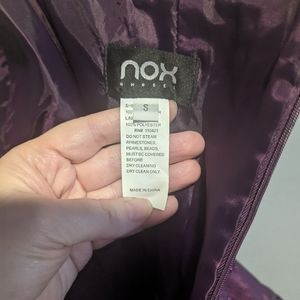 nox
S
100% POLYESTER
RN# 110421
DO NOT STEAM
RHINESTONES,
PEARLS, BEADS,
MUST BE COVERED
BEFORE
DRY CLEANING
DRY CLEAN ONLY
MADE IN CHINA